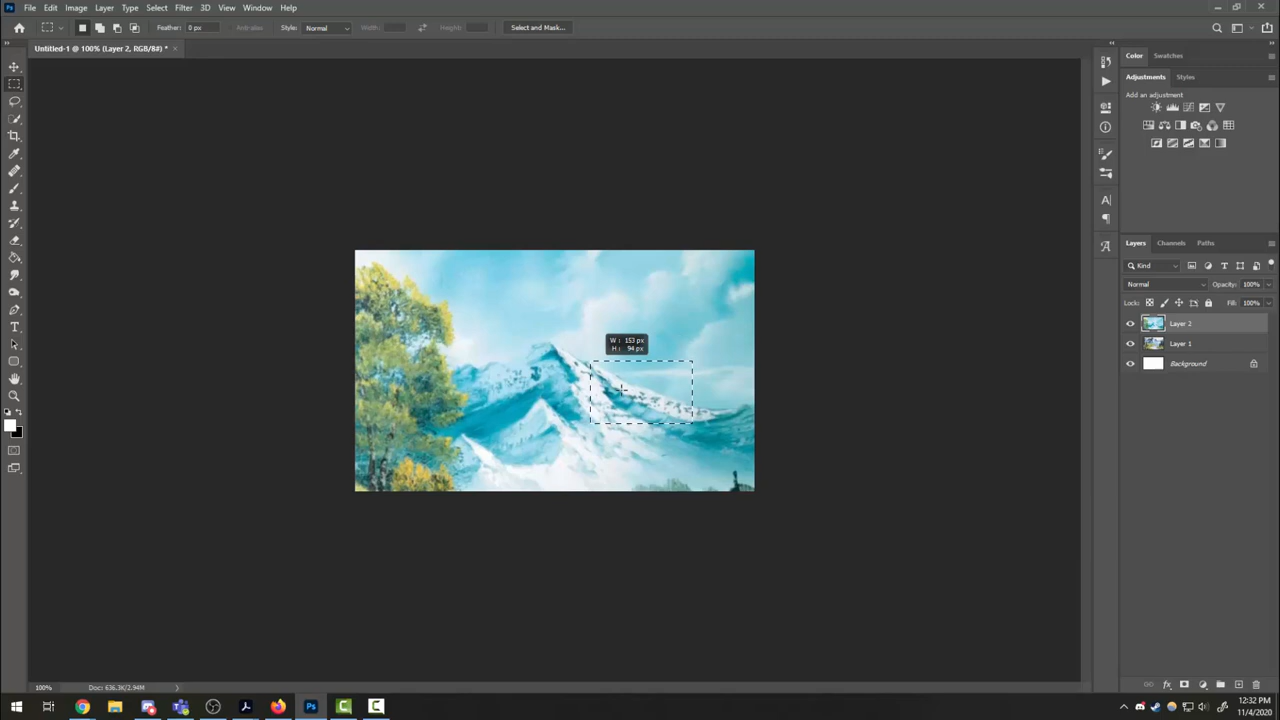 Ps File Edit Image Layer Type Select Filter 3D View Window Help
Feather: 0 px Anti-alias Style: Normal Width: Height: Select and Mask...
Untitled-1 @ 100% (Layer 2, RGB/8#) * ×
Color Swatches
Adjustments Styles
Add an adjustment
W : 153 px
H : 94 px
Layers Channels Paths
Kind
Normal Opacity: 100%
Lock: Fill: 100%
Layer 2
Layer 1
Background
100% Doc: 636.3K/2.94M
12:32 PM
11/4/2020